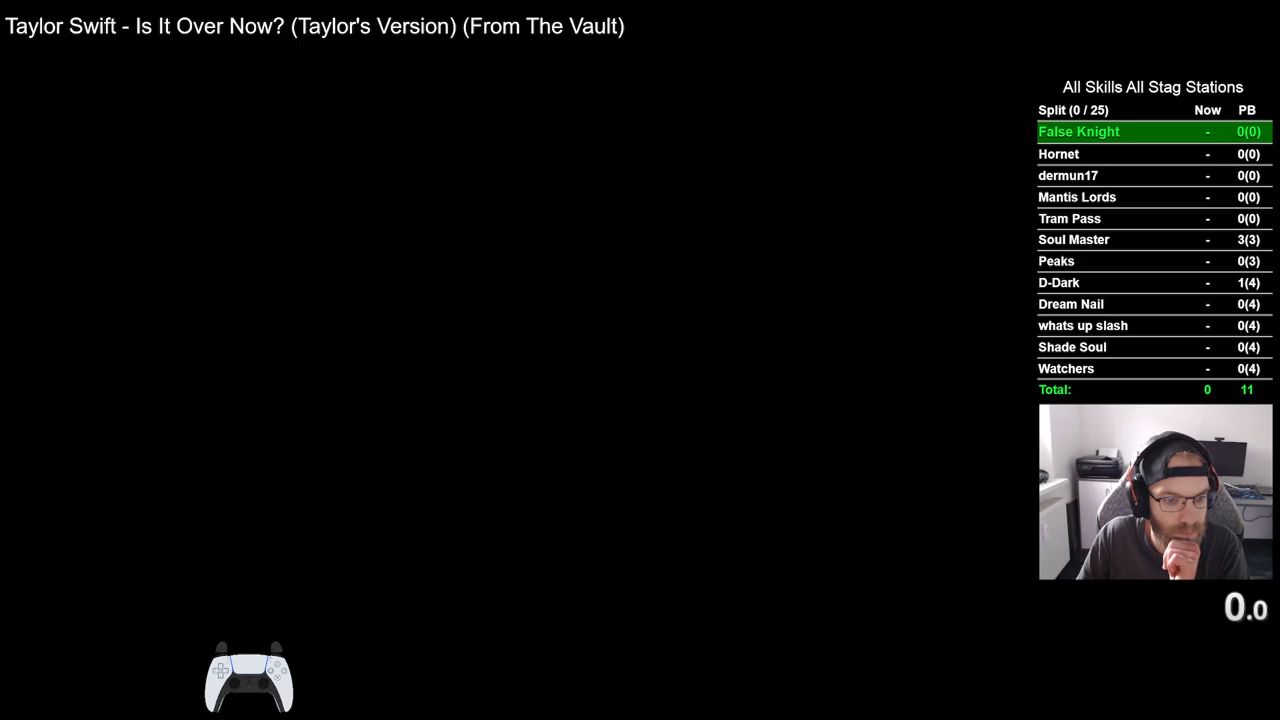 Taylor Swift - Is It Over Now? (Taylor's Version) (From The Vault)
All Skills All Stag Stations
Split (0 / 25) Now PB
False Knight - 0(0)
Hornet - 0(0)
dermun17 - 0(0)
Mantis Lords - 0(0)
Tram Pass - 0(0)
Soul Master - 3(3)
Peaks - 0(3)
D-Dark - 1(4)
Dream Nail - 0(4)
whats up slash - 0(4)
Shade Soul - 0(4)
Watchers - 0(4)
Total: 0 11
0.0